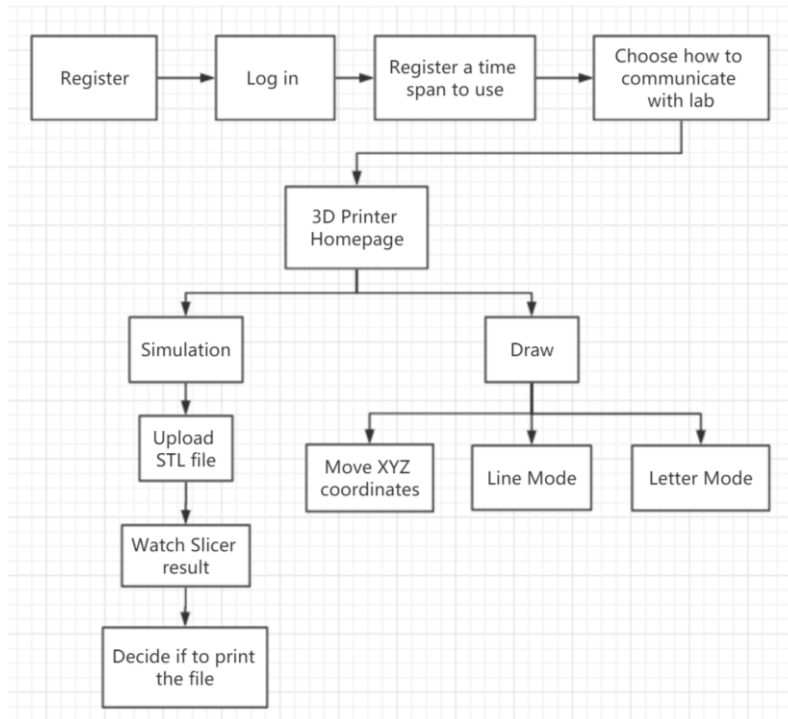 Register
Log in
Register a time
span to use
Choose how to
communicate
with lab
3D Printer
Homepage
Simulation
Draw
Upload
STL file
Move XYZ
coordinates
Line Mode
Letter Mode
Watch Slicer
result
Decide if to print
the file